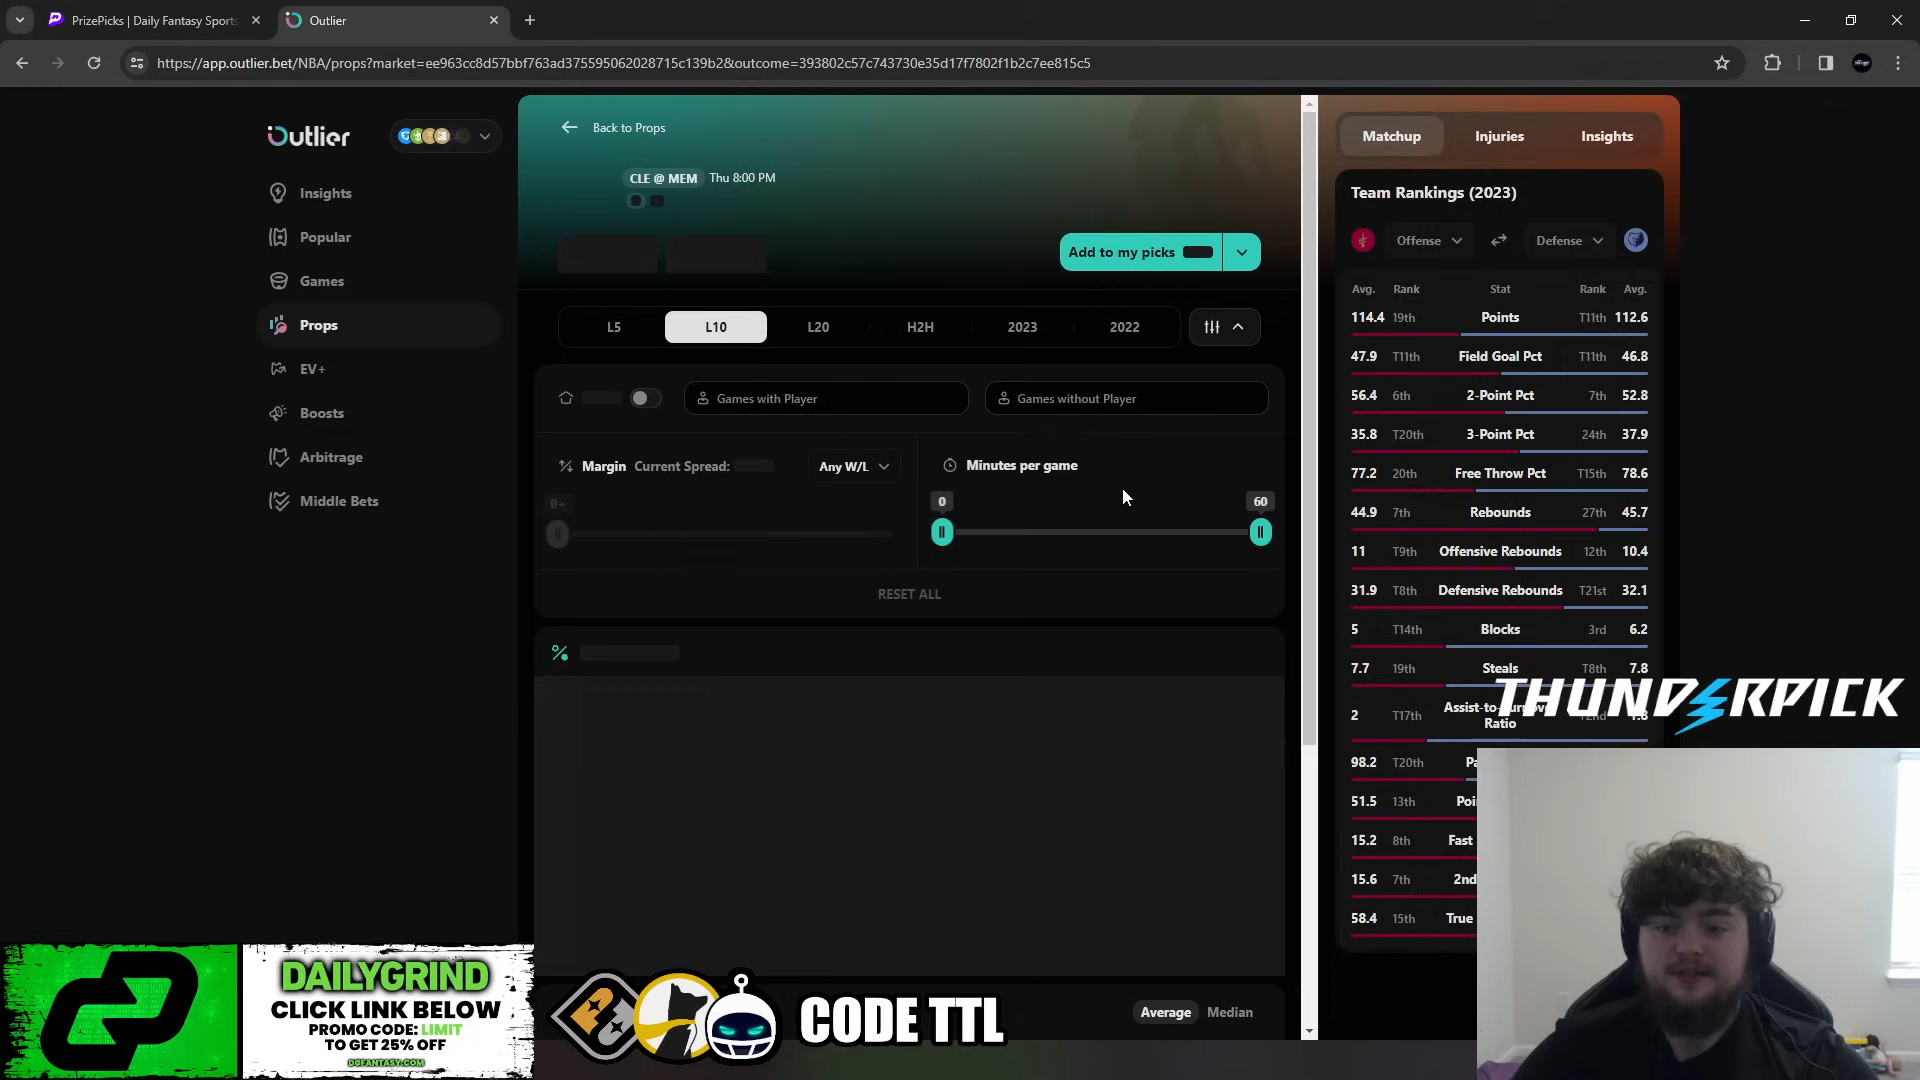 PrizePicks | Daily Fantasy Sports
Outlier
https://app.outlier.bet/NBA/props?market=ee963cc8d57bbf763ad375595062028715c139b2&outcome=393802c57c743730e35d17f7802f1b2c7ee815c5
Outlier
Insights
Popular
Games
Props
EV+
Boosts
Arbitrage
Middle Bets
Back to Props
CLE @ MEM Thu 8:00 PM
Add to my picks
L5 L10 L20 H2H 2023 2022
Games with Player Games without Player
Margin Current Spread: Any W/L
0+
Minutes per game
0 60
RESET ALL
Average Median
Matchup Injuries Insights
Team Rankings (2023)
Offense Defense
Avg. Rank Stat Rank Avg.
114.4 19th Points T11th 112.6
47.9 T11th Field Goal Pct T11th 46.8
56.4 6th 2-Point Pct 7th 52.8
35.8 T20th 3-Point Pct 24th 37.9
77.2 20th Free Throw Pct T15th 78.6
44.9 7th Rebounds 27th 45.7
11 T9th Offensive Rebounds 12th 10.4
31.9 T8th Defensive Rebounds T21st 32.1
5 T14th Blocks 3rd 6.2
7.7 19th Steals T8th 7.8
2 T17th
Ratio
98.2 T20th
51.5 13th
15.2 8th Fast
15.6 7th 2nd
58.4 15th True
THUNDERPICK
DAILYGRIND
CLICK LINK BELOW
PROMO CODE: LIMIT
TO GET 25% OFF
DGFANTASY.COM
CODE TTL